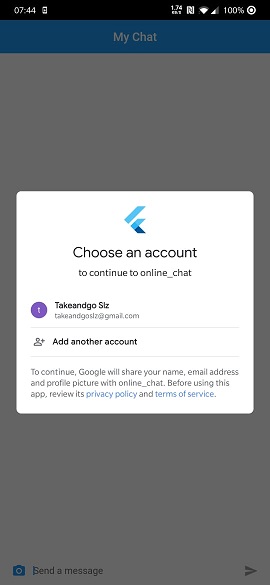 07:44
1.74
KB/S
100%
My Chat
Choose an account
to continue to online_chat
t
Takeandgo Slz
takeandgoslz@gmail.com
Add another account
To continue, Google will share your name, email address
and profile picture with online_chat. Before using this
app, review its privacy policy and terms of service.
Send a message